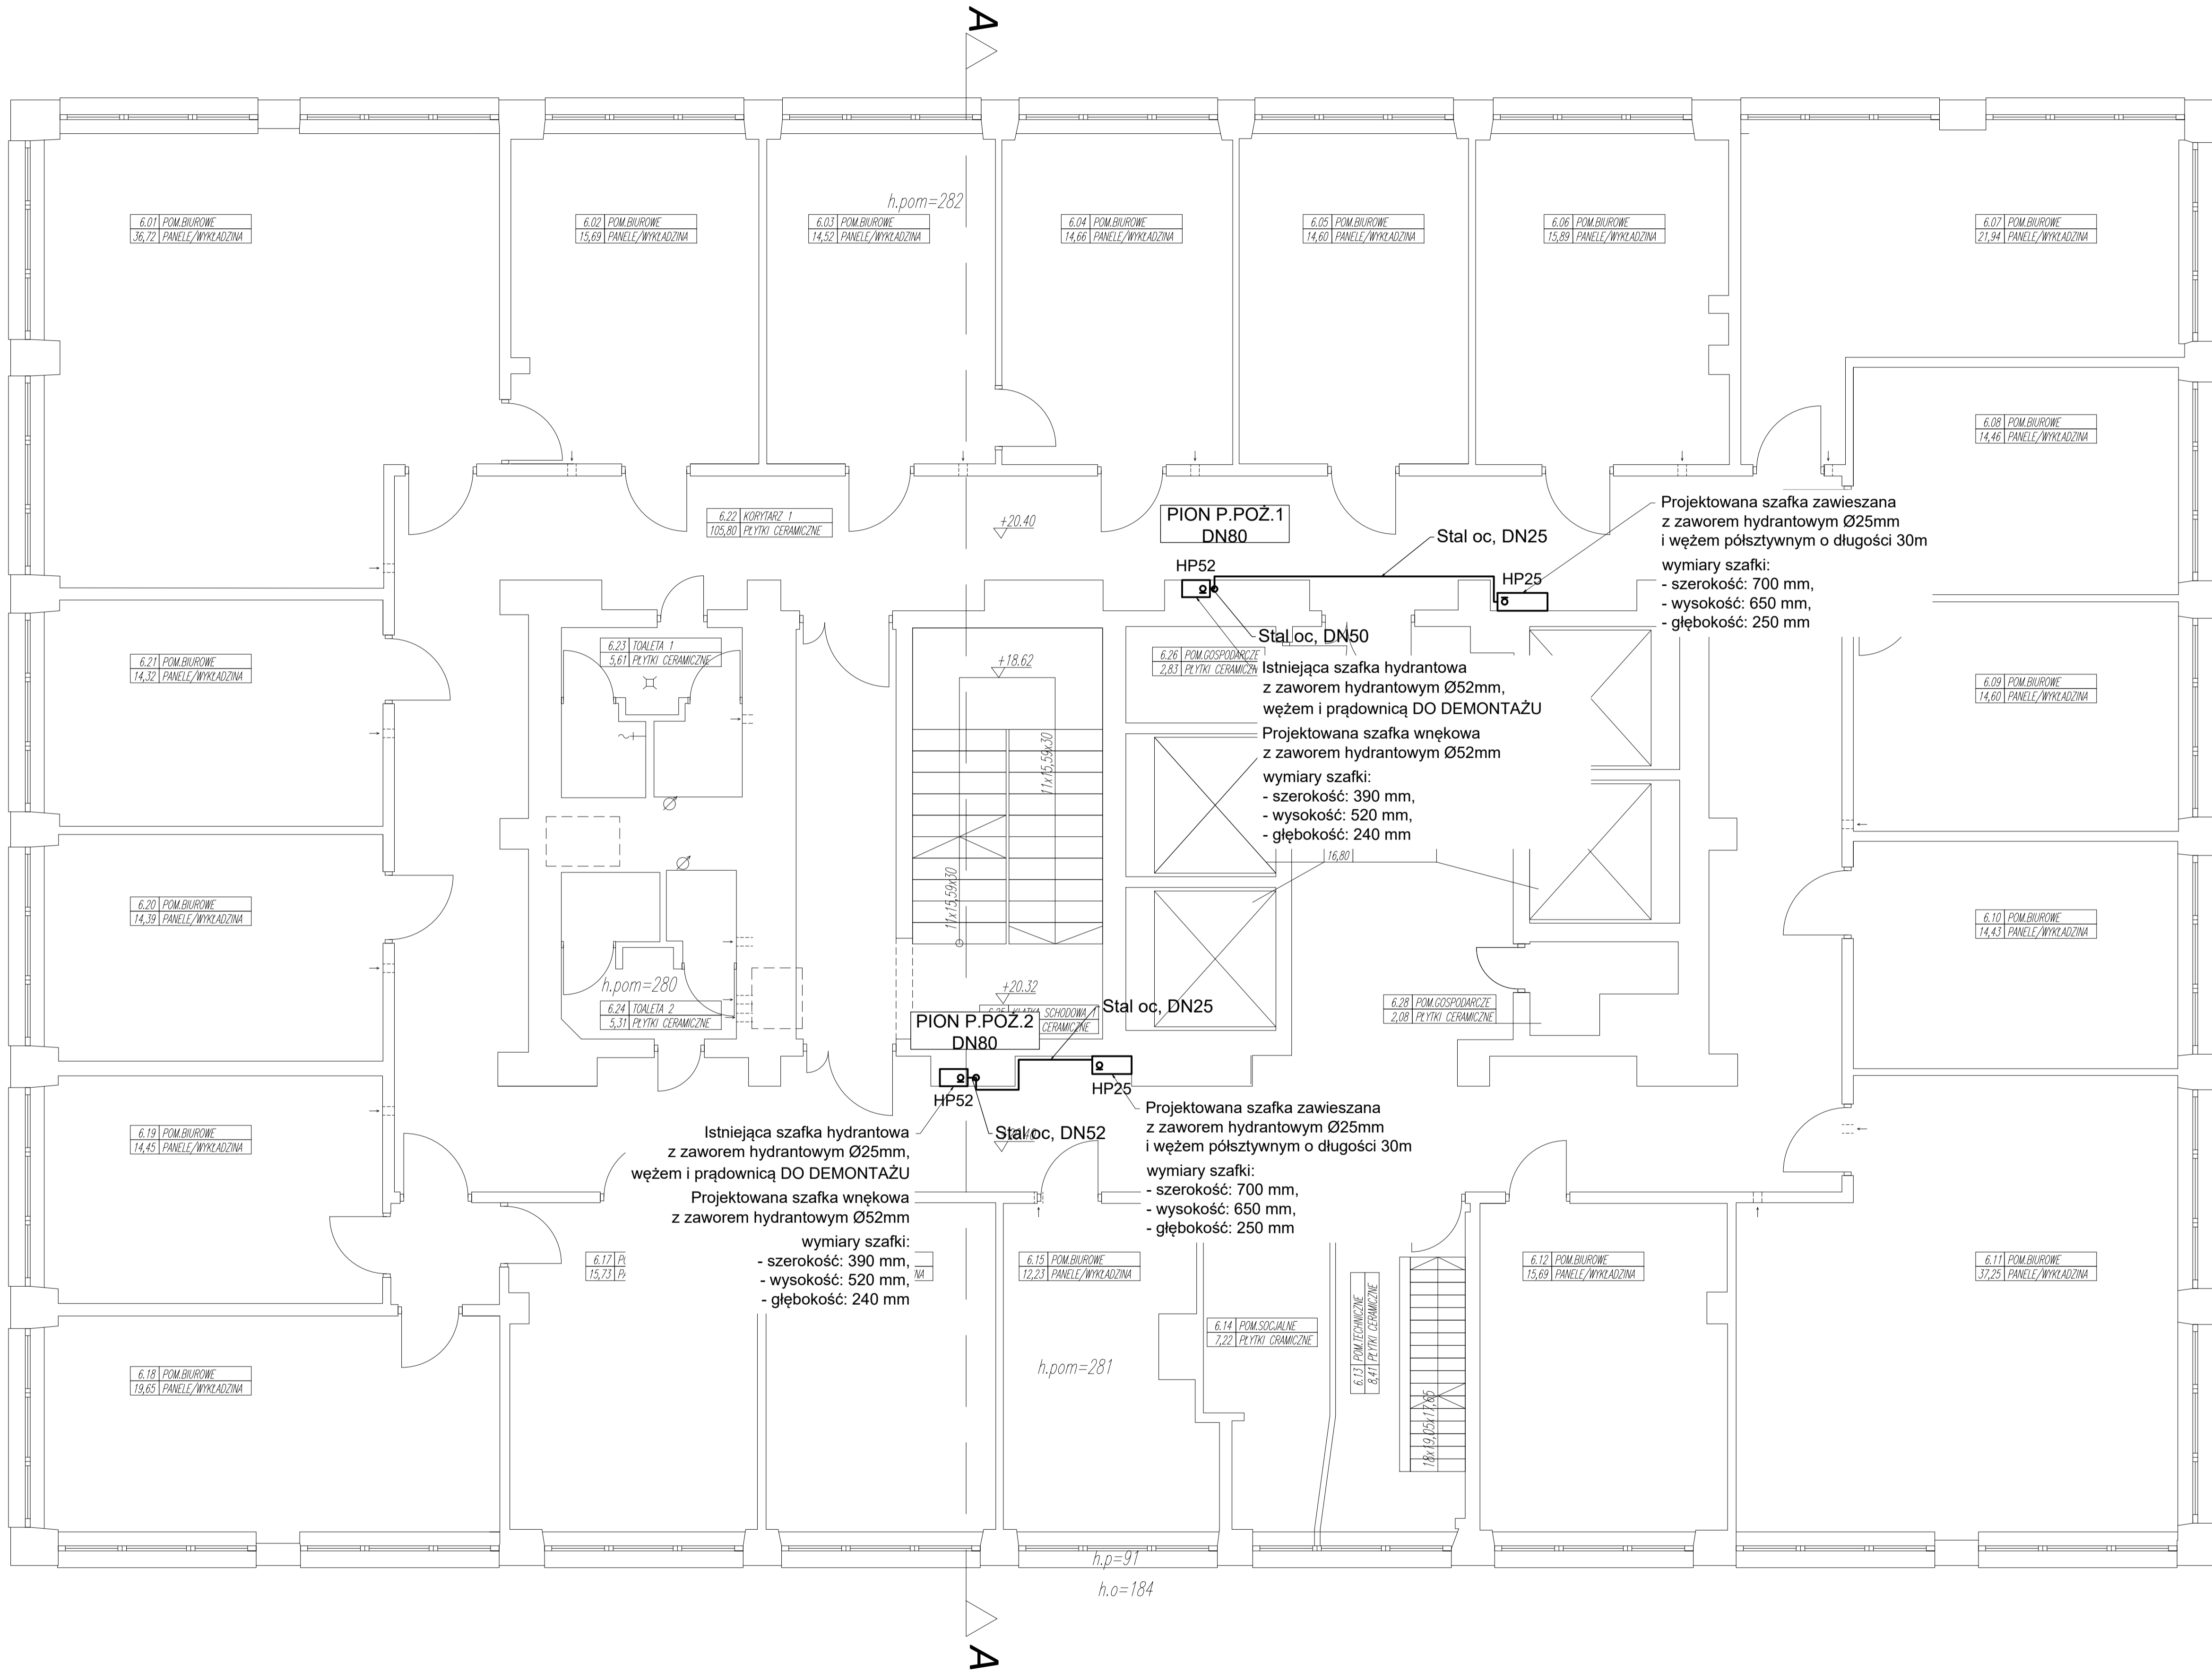 A
h.pom=282
6.01 POM.BIUROWE
36,72 PANELE/WYKŁADZINA
6.02 POM.BIUROWE
15,69 PANELE/WYKŁADZINA
6.03 POM.BIUROWE
14,52 PANELE/WYKŁADZINA
6.04 POM.BIUROWE
14,66 PANELE/WYKŁADZINA
6.05 POM.BIUROWE
14,60 PANELE/WYKŁADZINA
6.06 POM.BIUROWE
15,89 PANELE/WYKŁADZINA
6.07 POM.BIUROWE
21,94 PANELE/WYKŁADZINA
6.08 POM.BIUROWE
14,46 PANELE/WYKŁADZINA
6.22 KORYTARZ 1
105,80 PŁYTKI CERAMICZNE
+20.40
PION P.POŻ.1
DN80
Stal oc, DN25
HP52
HP25
Projektowana szafka zawieszana
z zaworem hydrantowym Ø25mm
i wężem półsztywnym o długości 30m
wymiary szafki:
- szerokość: 700 mm,
- wysokość: 650 mm,
- głębokość: 250 mm
Stal oc, DN50
6.23 TOALETA 1
5,61 PŁYTKI CERAMICZNE
+18.62
6.26 POM.GOSPODARCZE
2,83 PŁYTKI CERAMICZN
Istniejąca szafka hydrantowa
z zaworem hydrantowym Ø52mm,
wężem i prądownicą DO DEMONTAŻU
Projektowana szafka wnękowa
z zaworem hydrantowym Ø52mm
wymiary szafki:
- szerokość: 390 mm,
- wysokość: 520 mm,
- głębokość: 240 mm
16,80
6.21 POM.BIUROWE
14,32 PANELE/WYKŁADZINA
6.09 POM.BIUROWE
14,60 PANELE/WYKŁADZINA
11x15,59x30
11x15,59x30
6.20 POM.BIUROWE
14,39 PANELE/WYKŁADZINA
6.10 POM.BIUROWE
14,43 PANELE/WYKŁADZINA
h.pom=280
6.24 TOALETA 2
5,31 PŁYTKI CERAMICZNE
+20.32
SCHODOWA 1
CERAMICZNE
PION P.POŻ.2
DN80
Stal oc, DN25
6.28 POM.GOSPODARCZE
2,08 PŁYTKI CERAMICZNE
HP52
HP25
6.19 POM.BIUROWE
14,45 PANELE/WYKŁADZINA
Istniejąca szafka hydrantowa
z zaworem hydrantowym Ø25mm,
wężem i prądownicą DO DEMONTAŻU
Projektowana szafka wnękowa
z zaworem hydrantowym Ø52mm
wymiary szafki:
- szerokość: 390 mm,
- wysokość: 520 mm,
- głębokość: 240 mm
Stal oc, DN52
Projektowana szafka zawieszana
z zaworem hydrantowym Ø25mm
i wężem półsztywnym o długości 30m
wymiary szafki:
- szerokość: 700 mm,
- wysokość: 650 mm,
- głębokość: 250 mm
6.17
15,73
6.15 POM.BIUROWE
12,23 PANELE/WYKŁADZINA
6.12 POM.BIUROWE
15,69 PANELE/WYKŁADZINA
6.11 POM.BIUROWE
37,25 PANELE/WYKŁADZINA
6.14 POM.SOCJALNE
7,22 PŁYTKI CRAMICZNE
6.13 POM.TECHNICZNE
8,41 PŁYTKI CERAMICZNE
18x19,05x17,65
6.18 POM.BIUROWE
19,65 PANELE/WYKŁADZINA
h.pom=281
h.p=91
h.o=184
A